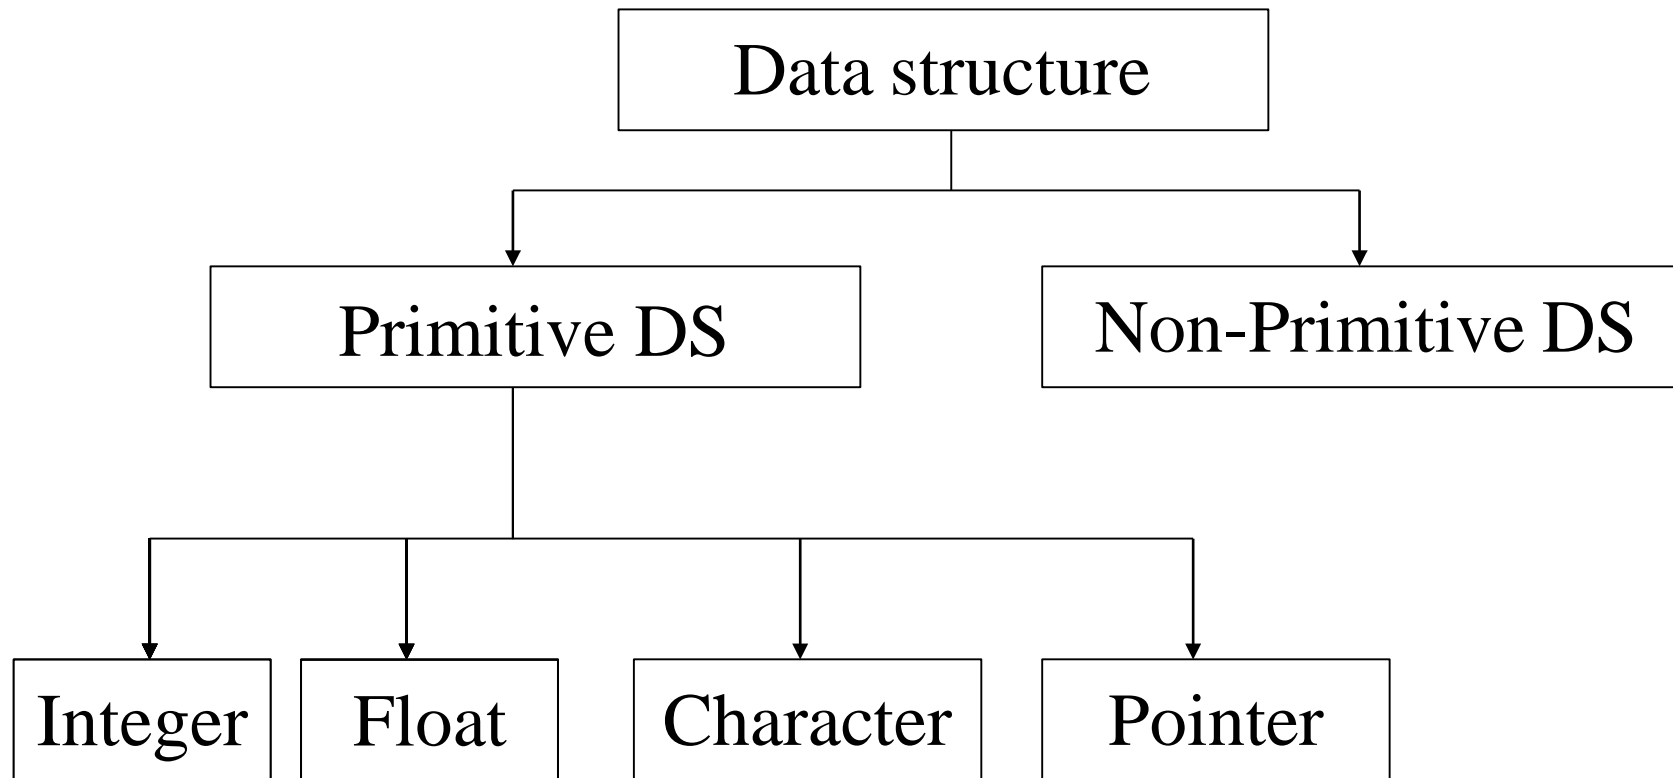 Data structure
Primitive DS
Non-Primitive DS
Integer
Float
Character
Pointer